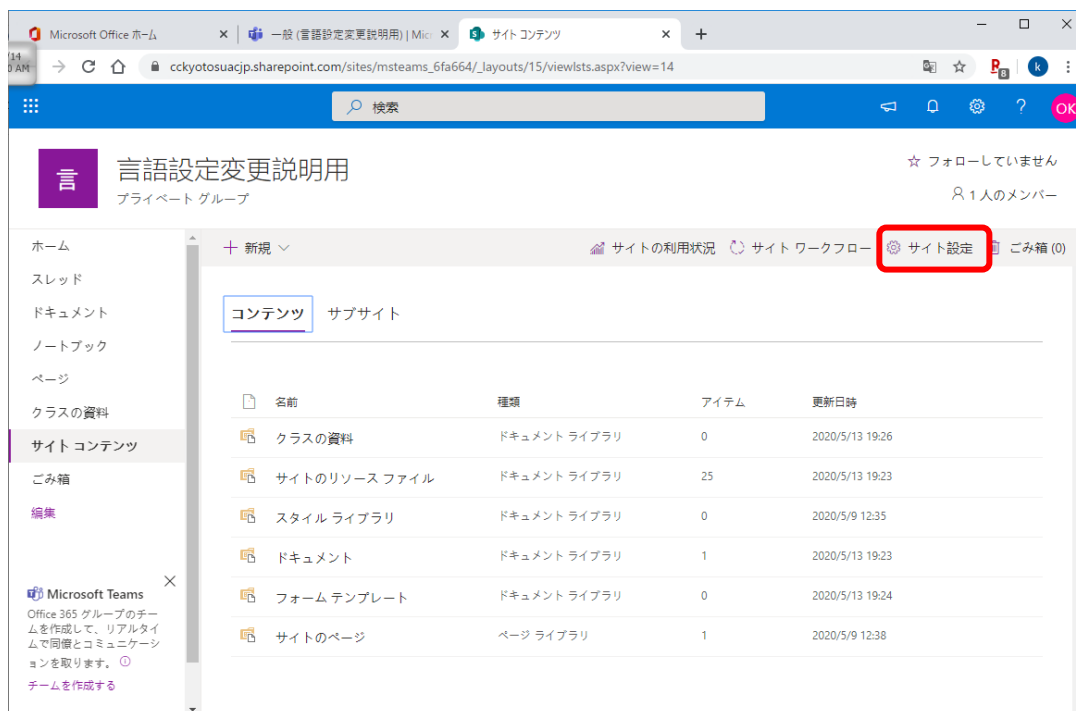 Microsoft Office ホーム
一般 (言語設定変更説明用) | Micr
サイト コンテンツ
/14
0 AM
cckyotosuacjp.sharepoint.com/sites/msteams_6fa664/_layouts/15/viewlsts.aspx?view=14
R
8
k
検索
?
OK
言
言語設定変更説明用
プライベート グループ
☆ フォローしていません
1 人のメンバー
ホーム
スレッド
ドキュメント
ノートブック
ページ
クラスの資料
サイト コンテンツ
ごみ箱
編集
＋ 新規
サイトの利用状況
サイト ワークフロー
サイト設定
ごみ箱 (0)
コンテンツ
サブサイト
名前 種類 アイテム 更新日時
クラスの資料 ドキュメント ライブラリ 0 2020/5/13 19:26
サイトのリソース ファイル ドキュメント ライブラリ 25 2020/5/13 19:23
スタイル ライブラリ ドキュメント ライブラリ 0 2020/5/9 12:35
ドキュメント ドキュメント ライブラリ 1 2020/5/13 19:23
フォーム テンプレート ドキュメント ライブラリ 0 2020/5/13 19:24
サイトのページ ページ ライブラリ 1 2020/5/9 12:38
Microsoft Teams
Office 365 グループのチー
ムを作成して、リアルタイ
ムで同僚とコミュニケーシ
ョンを取ります。
チームを作成する